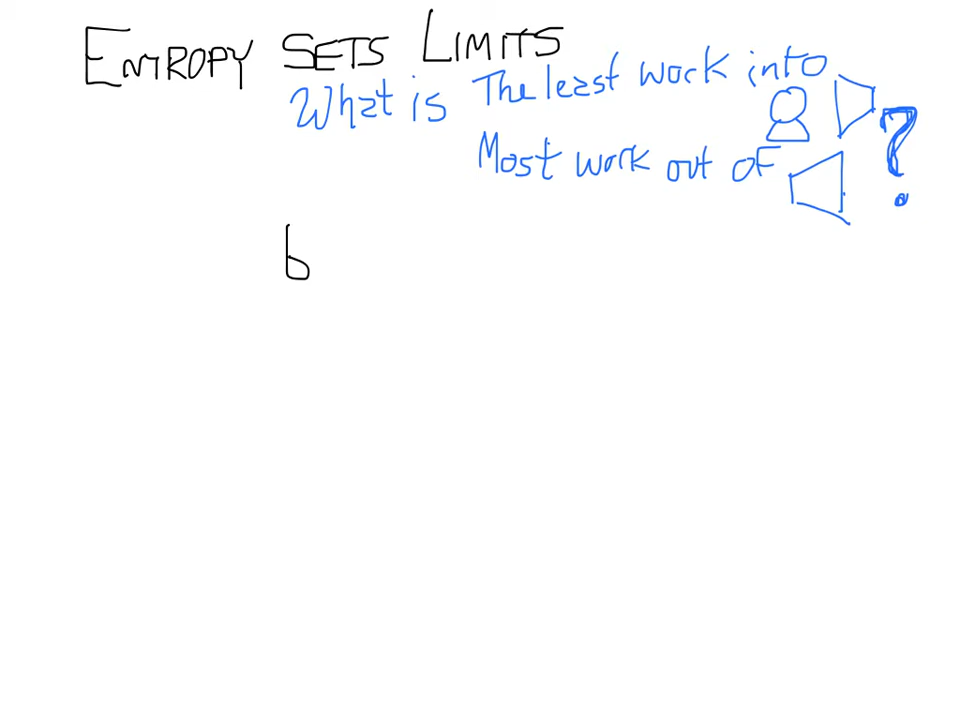 ENTROPY SETS LIMITS
What is The least work into
Most work out of ?
b